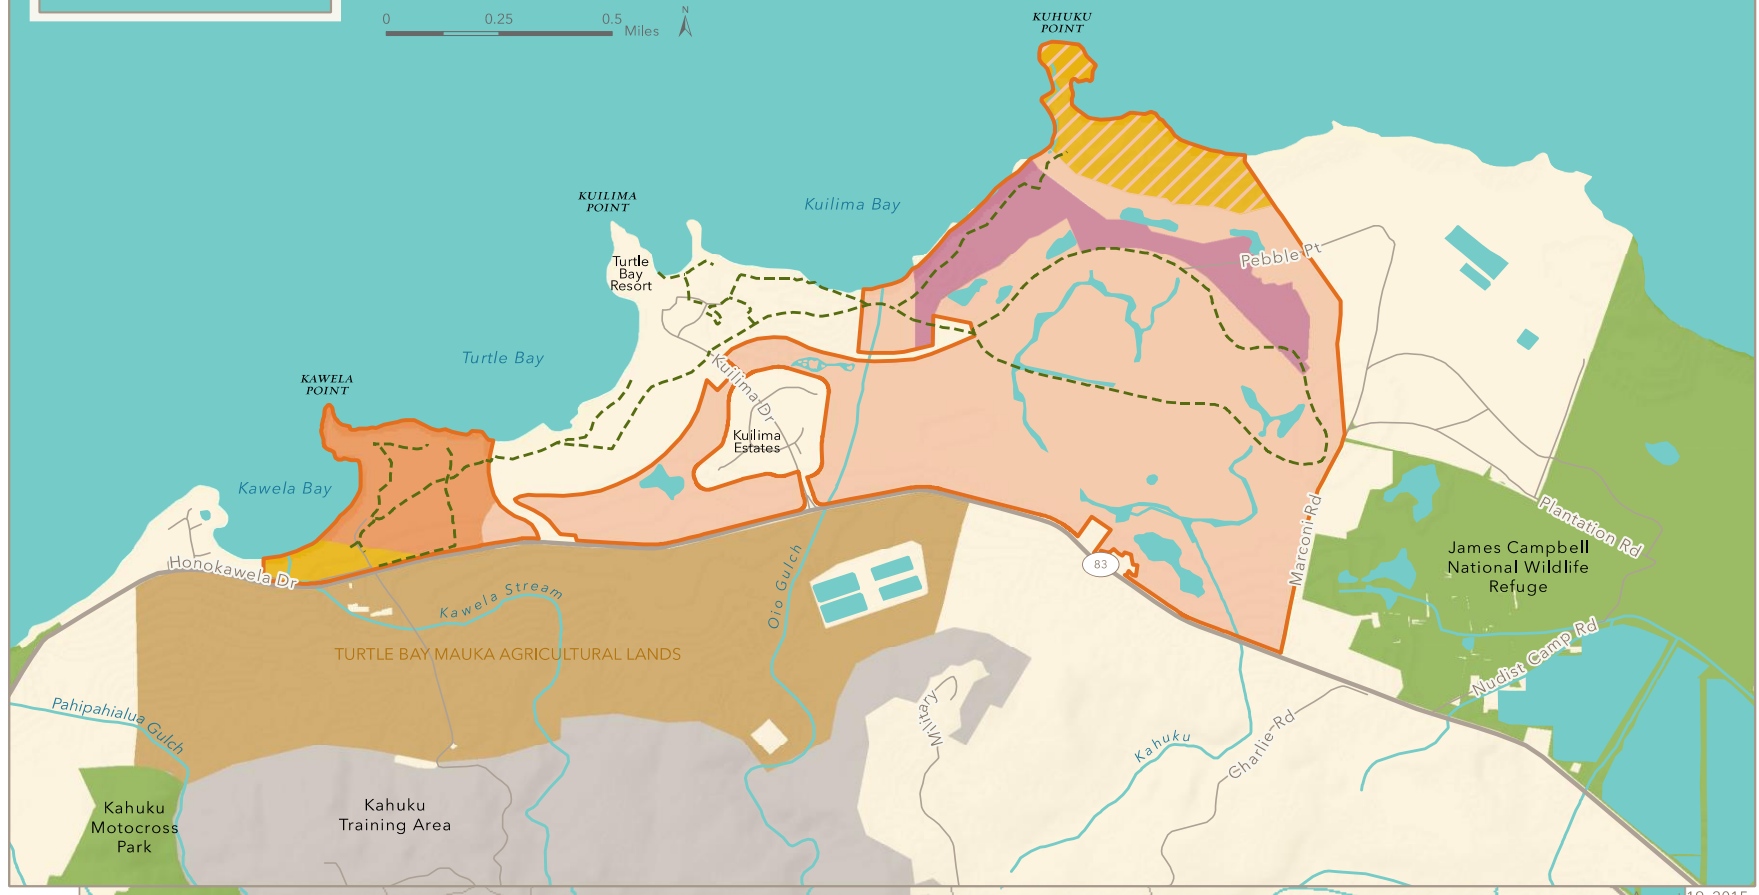 0 0.25 0.5
Miles
N
KUHUKU
POINT
KUILIMA
POINT
Kuilima Bay
Turtle
Bay
Resort
Pebble Pt
Turtle Bay
Kuilima Dr
KAWELA
POINT
Kuilima
Estates
Kawela Bay
Honokawela Dr
Kawela Stream
Oio Gulch
83
Marconi Rd
Plantation Rd
James Campbell
National Wildlife
Refuge
Nudist Camp Rd
TURTLE BAY MAUKA AGRICULTURAL LANDS
Pahipahialua Gulch
Military
Kahuku
Charlie Rd
Kahuku
Motocross
Park
Kahuku
Training Area